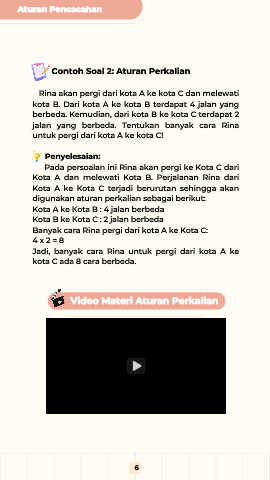 Aturan Pencacahan
Contoh Soal 2: Aturan Perkalian
Rina akan pergi dari kota A ke kota C dan melewati
kota B. Dari kota A ke kota B terdapat 4 jalan yang
berbeda. Kemudian, dari kota B ke kota C terdapat 2
jalan yang berbeda. Tentukan banyak cara Rina
untuk pergi dari kota A ke kota C!
Penyelesaian:
Pada persoalan ini Rina akan pergi ke Kota C dari
Kota A dan melewati Kota B. Perjalanan Rina dari
Kota A ke Kota C terjadi berurutan sehingga akan
digunakan aturan perkalian sebagai berikut:
Kota A ke Kota B : 4 jalan berbeda
Kota B ke Kota C : 2 jalan berbeda
Banyak cara Rina pergi dari kota A ke Kota C:
4 x 2 = 8
Jadi, banyak cara Rina untuk pergi dari kota A ke
kota C ada 8 cara berbeda.
Video Materi Aturan Perkalian
6